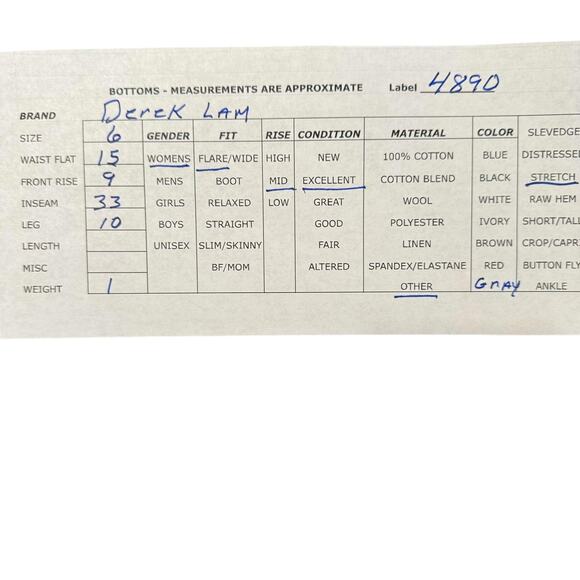 BOTTOMS - MEASUREMENTS ARE APPROXIMATE Label 4890
BRAND Derek Lam
SIZE 6 GENDER FIT RISE CONDITION MATERIAL COLOR SLEVEDGE
WAIST FLAT 15 WOMENS FLARE/WIDE HIGH NEW 100% COTTON BLUE DISTRESSE
FRONT RISE 9 MENS BOOT MID EXCELLENT COTTON BLEND BLACK STRETCH
INSEAM 33 GIRLS RELAXED LOW GREAT WOOL WHITE RAW HEM
LEG 10 BOYS STRAIGHT GOOD POLYESTER IVORY SHORT/TALL
LENGTH UNISEX SLIM/SKINNY FAIR LINEN BROWN CROP/CAPRI
MISC BF/MOM ALTERED SPANDEX/ELASTANE RED BUTTON FLY
WEIGHT 1 OTHER Gray ANKLE